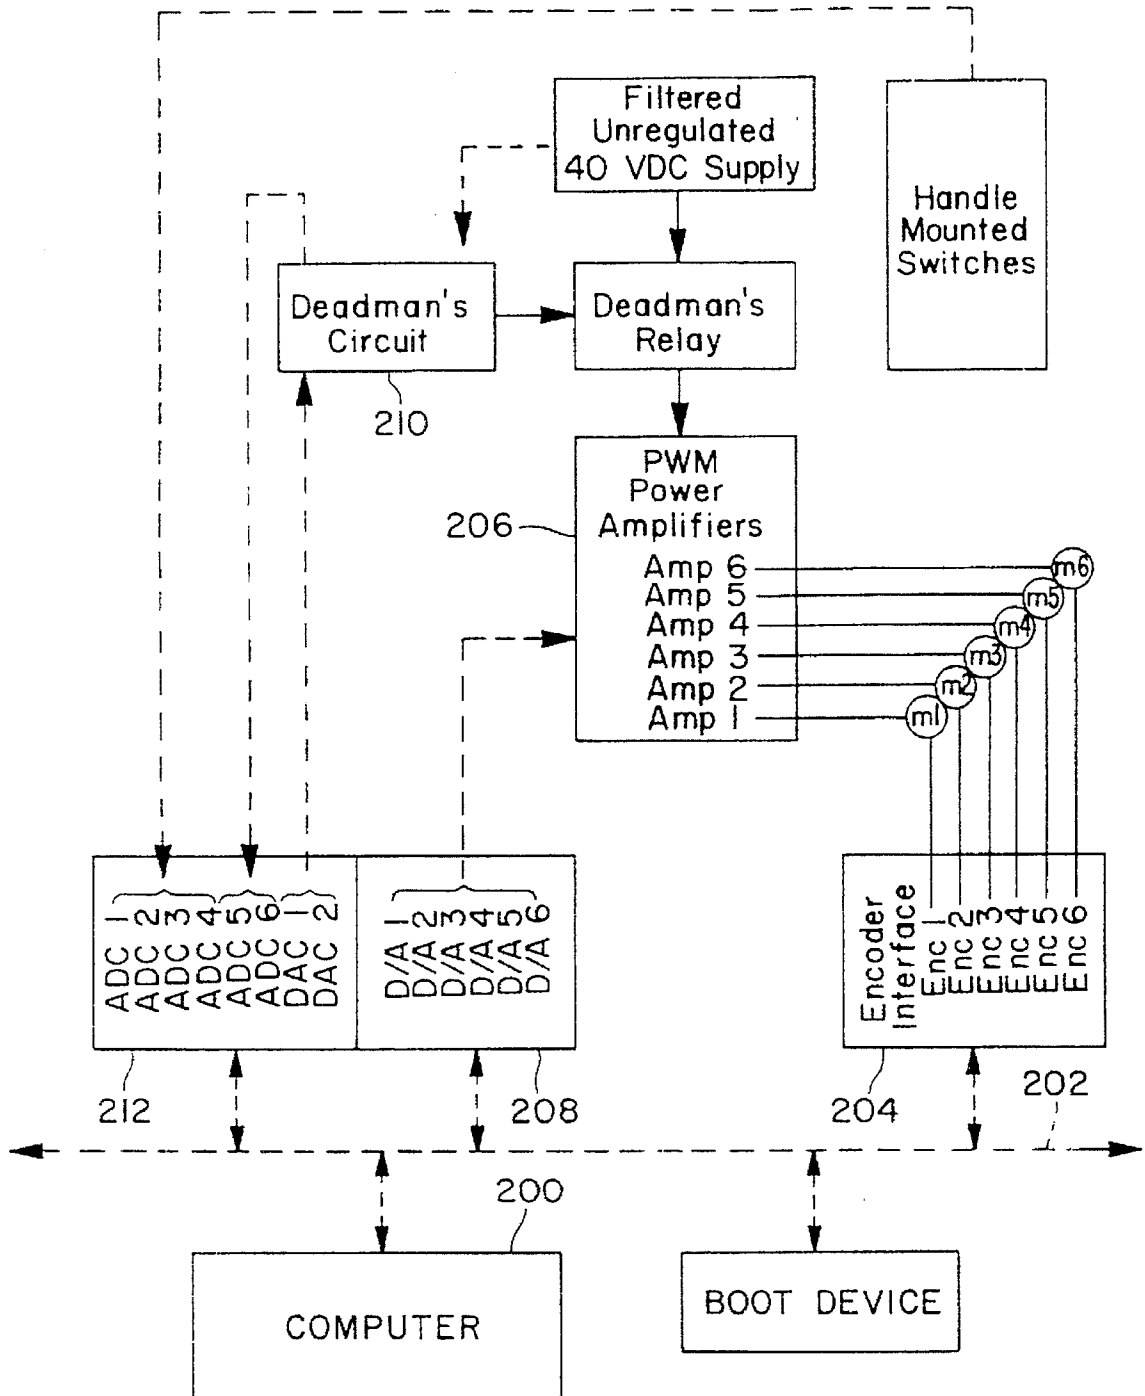 Filtered
Unregulated
40 VDC Supply
Handle
Mounted
Switches
Deadman's
Circuit
Deadman's
Relay
210
PWM
Power
Amplifiers
206
Amp 6
Amp 5
Amp 4
Amp 3
Amp 2
Amp 1
m6
m5
m4
m3
m2
m1
ADC 1
ADC 2
ADC 3
ADC 4
ADC 5
ADC 6
DAC 1
DAC 2
D/A 1
D/A 2
D/A 3
D/A 4
D/A 5
D/A 6
Encoder
Interface
Enc 1
Enc 2
Enc 3
Enc 4
Enc 5
Enc 6
212
208
204
202
200
COMPUTER
BOOT DEVICE